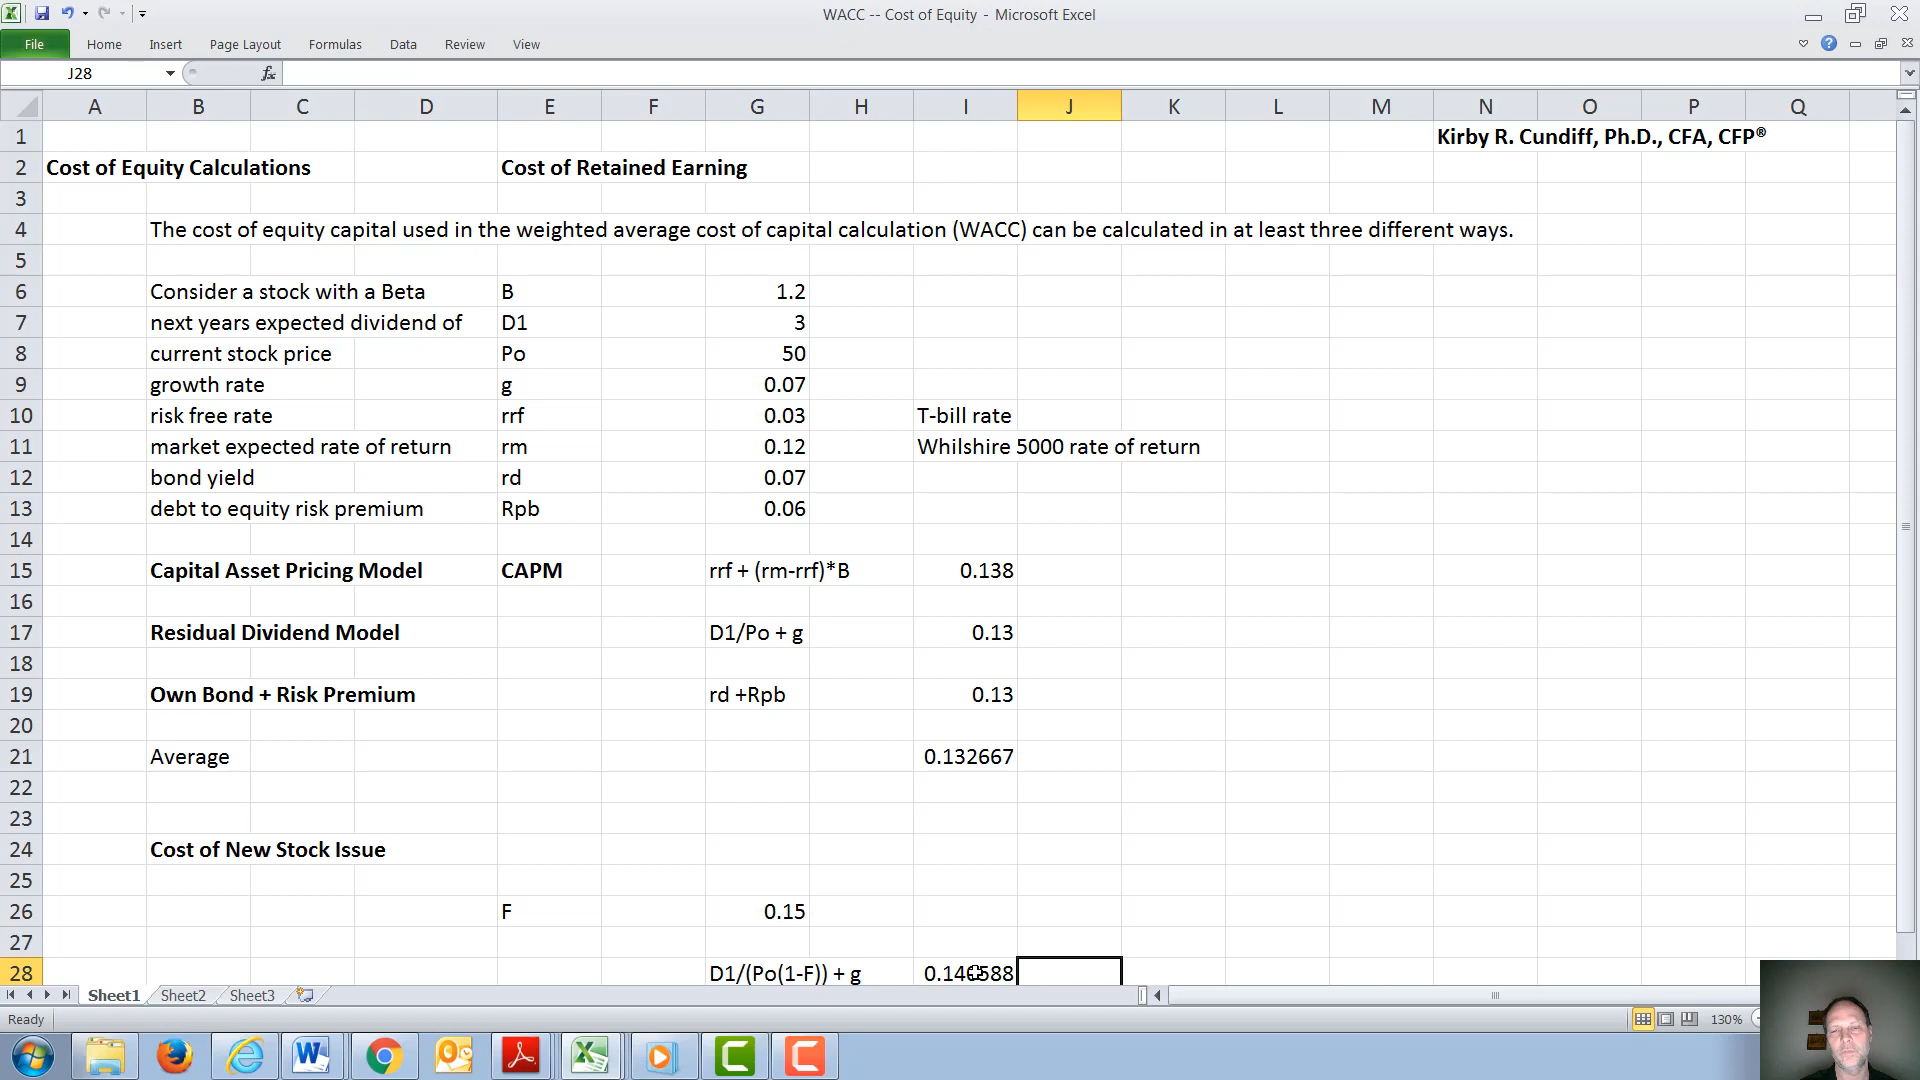 WACC -- Cost of Equity - Microsoft Excel
File Home Insert Page Layout Formulas Data Review View
J28 fx
A B C D E F G H I J K L M N O P Q
1 Kirby R. Cundiff, Ph.D., CFA, CFP®
2 Cost of Equity Calculations Cost of Retained Earning
3
4 The cost of equity capital used in the weighted average cost of capital calculation (WACC) can be calculated in at least three different ways.
5
6 Consider a stock with a Beta B 1.2
7 next years expected dividend of D1 3
8 current stock price Po 50
9 growth rate g 0.07
10 risk free rate rrf 0.03 T-bill rate
11 market expected rate of return rm 0.12 Whilshire 5000 rate of return
12 bond yield rd 0.07
13 debt to equity risk premium Rpb 0.06
14
15 Capital Asset Pricing Model CAPM rrf + (rm-rrf)*B 0.138
16
17 Residual Dividend Model D1/Po + g 0.13
18
19 Own Bond + Risk Premium rd +Rpb 0.13
20
21 Average 0.132667
22
23
24 Cost of New Stock Issue
25
26 F 0.15
27
28 D1/(Po(1-F)) + g 0.140588
Sheet1 Sheet2 Sheet3
Ready 130%